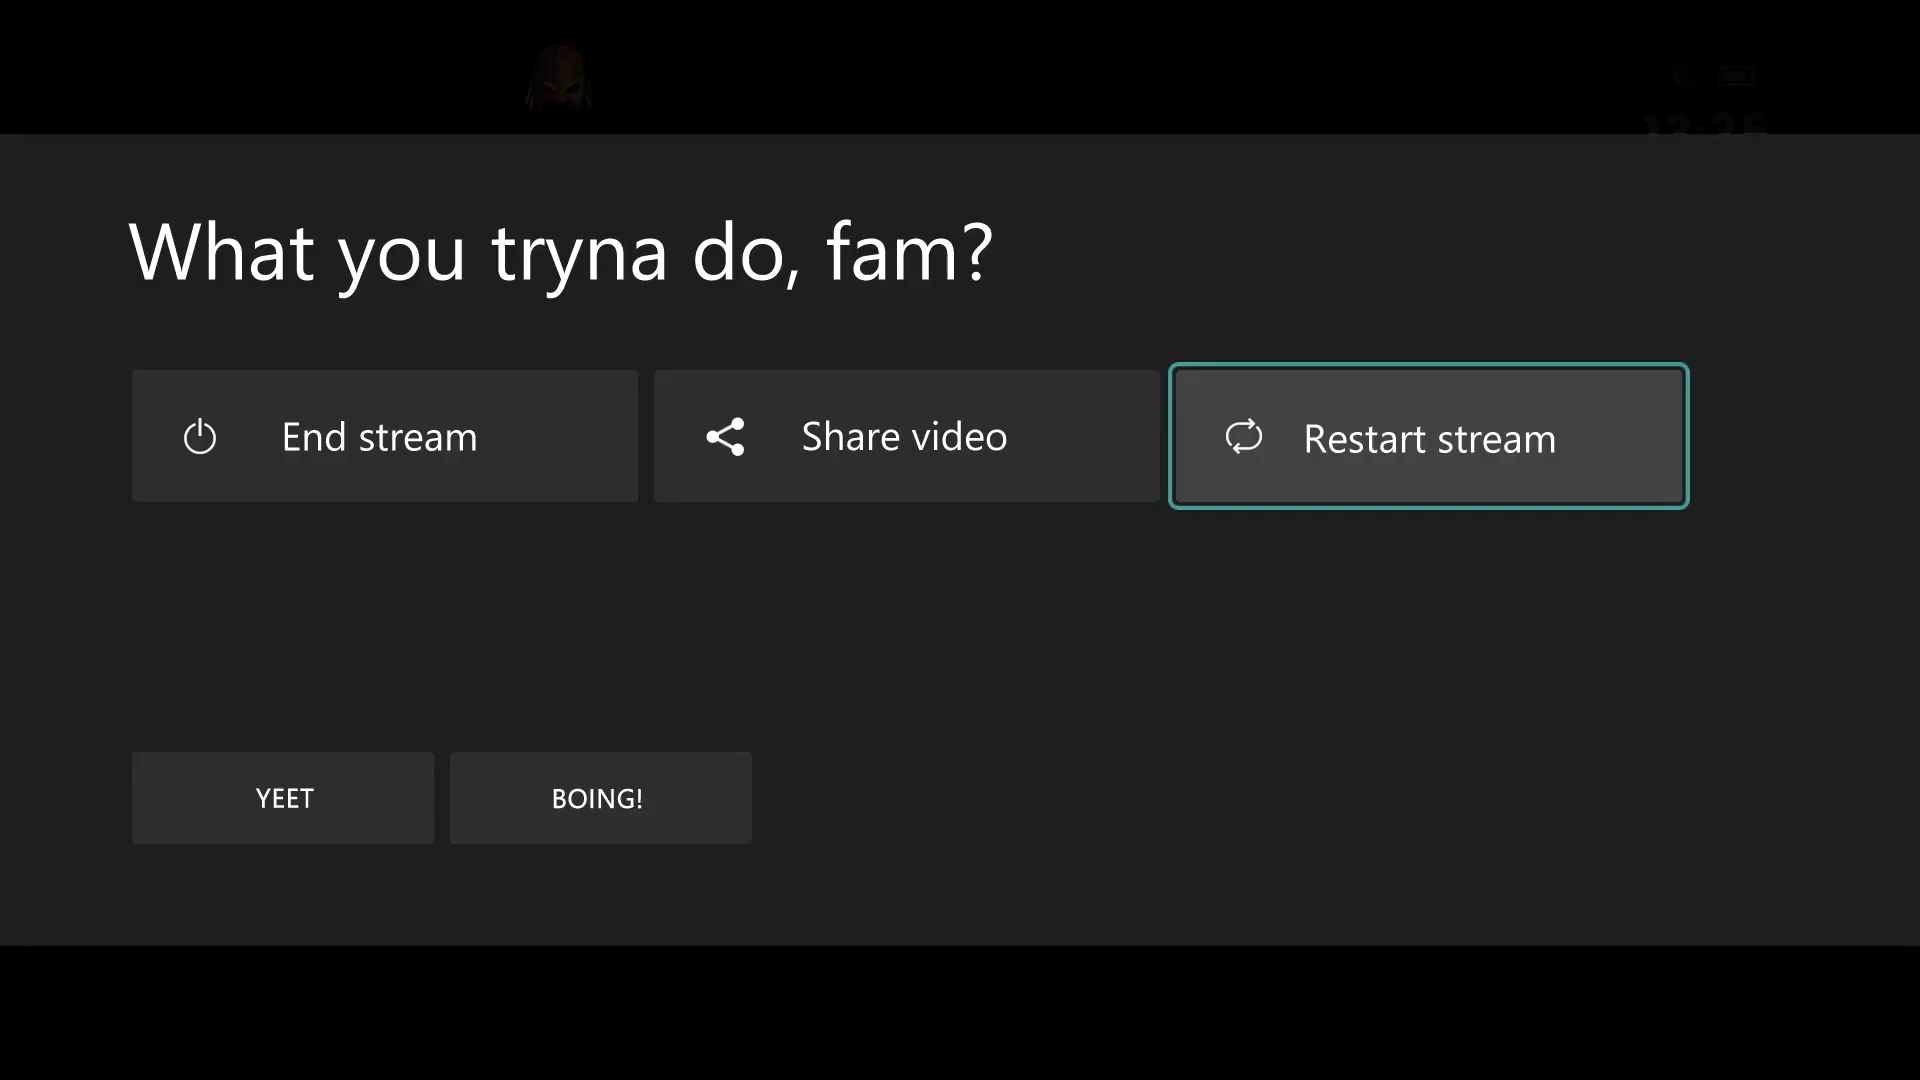 What you tryna do, fam?
End stream
Share video
Restart stream
YEET
BOING!